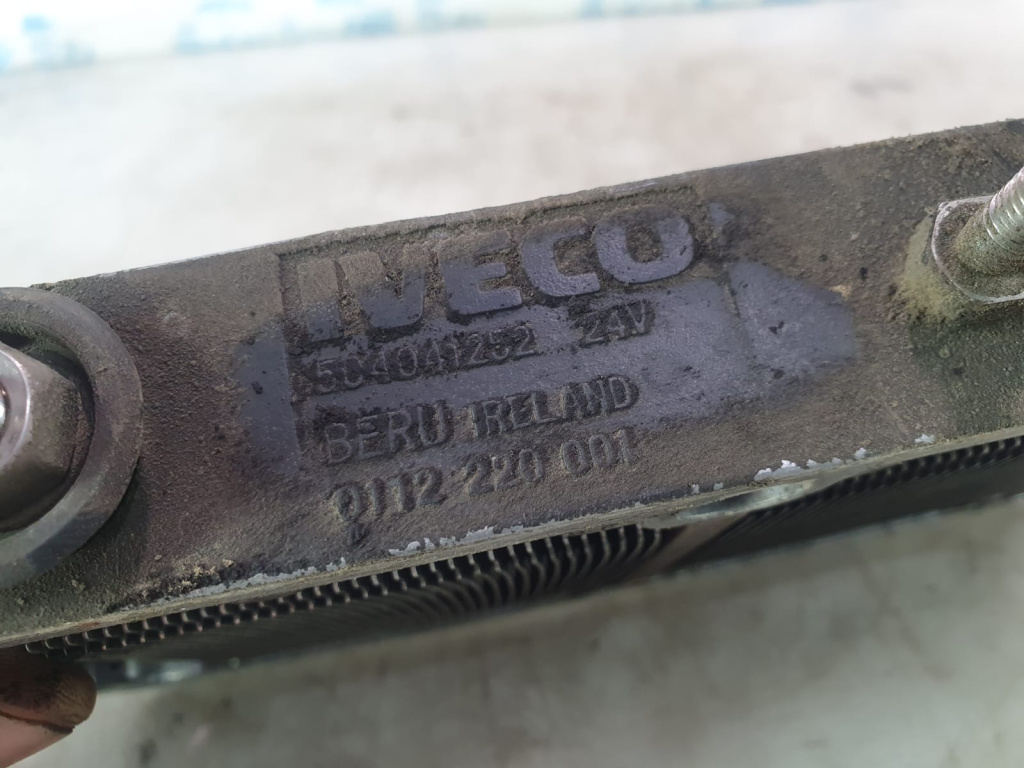 IVECO
504041252 24V
BERU IRELAND
0112 220 001